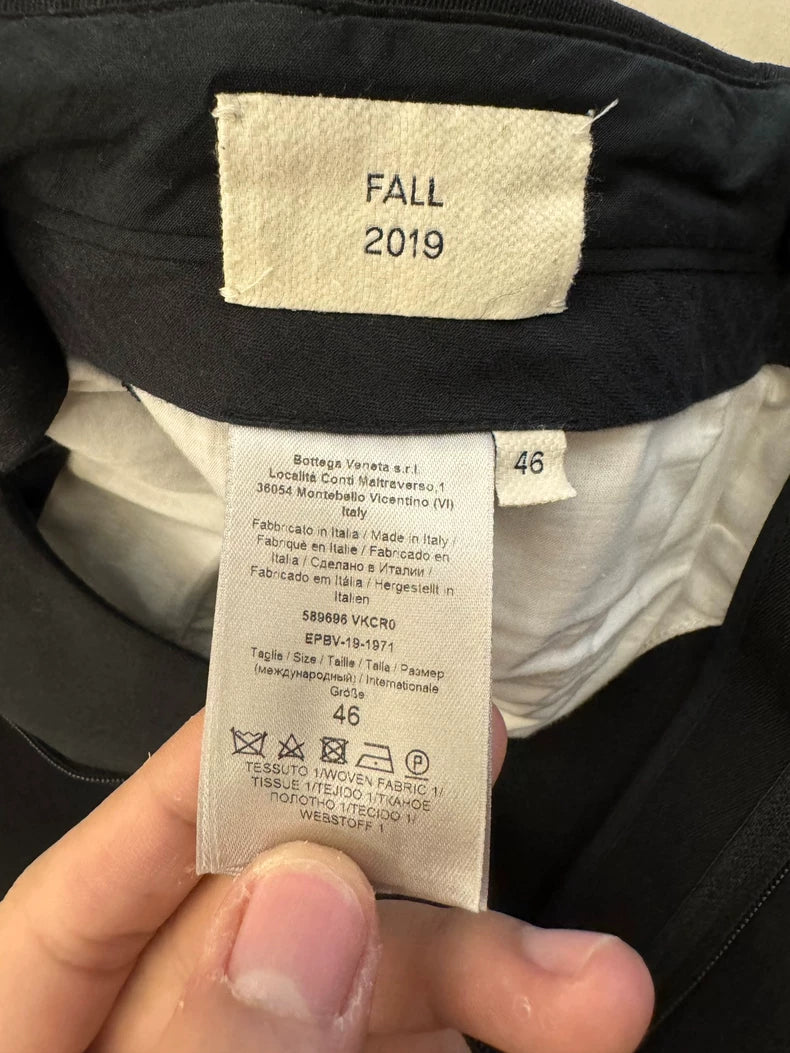 FALL
2019
46
Bottega Veneta s.r.l.
Località Conti Maltraverso,1
36054 Montebello Vicentino (VI)
Italy
Fabbricato in Italia / Made in Italy /
Fabriqué en Italie / Fabricado en
Italia / Сделано в Италии /
Fabricado em Itália / Hergestellt in
Italien
589696 VKCR0
EPBV-19-1971
Taglie / Size / Taille / Talla / Размер
(международный) / Internationale
Größe
46
P
TESSUTO 1/WOVEN FABRIC 1/
TISSUE 1/TEJIDO 1/ТКАНОЕ
ПОЛОТНО 1/TECIDO 1/
WEBSTOFF 1